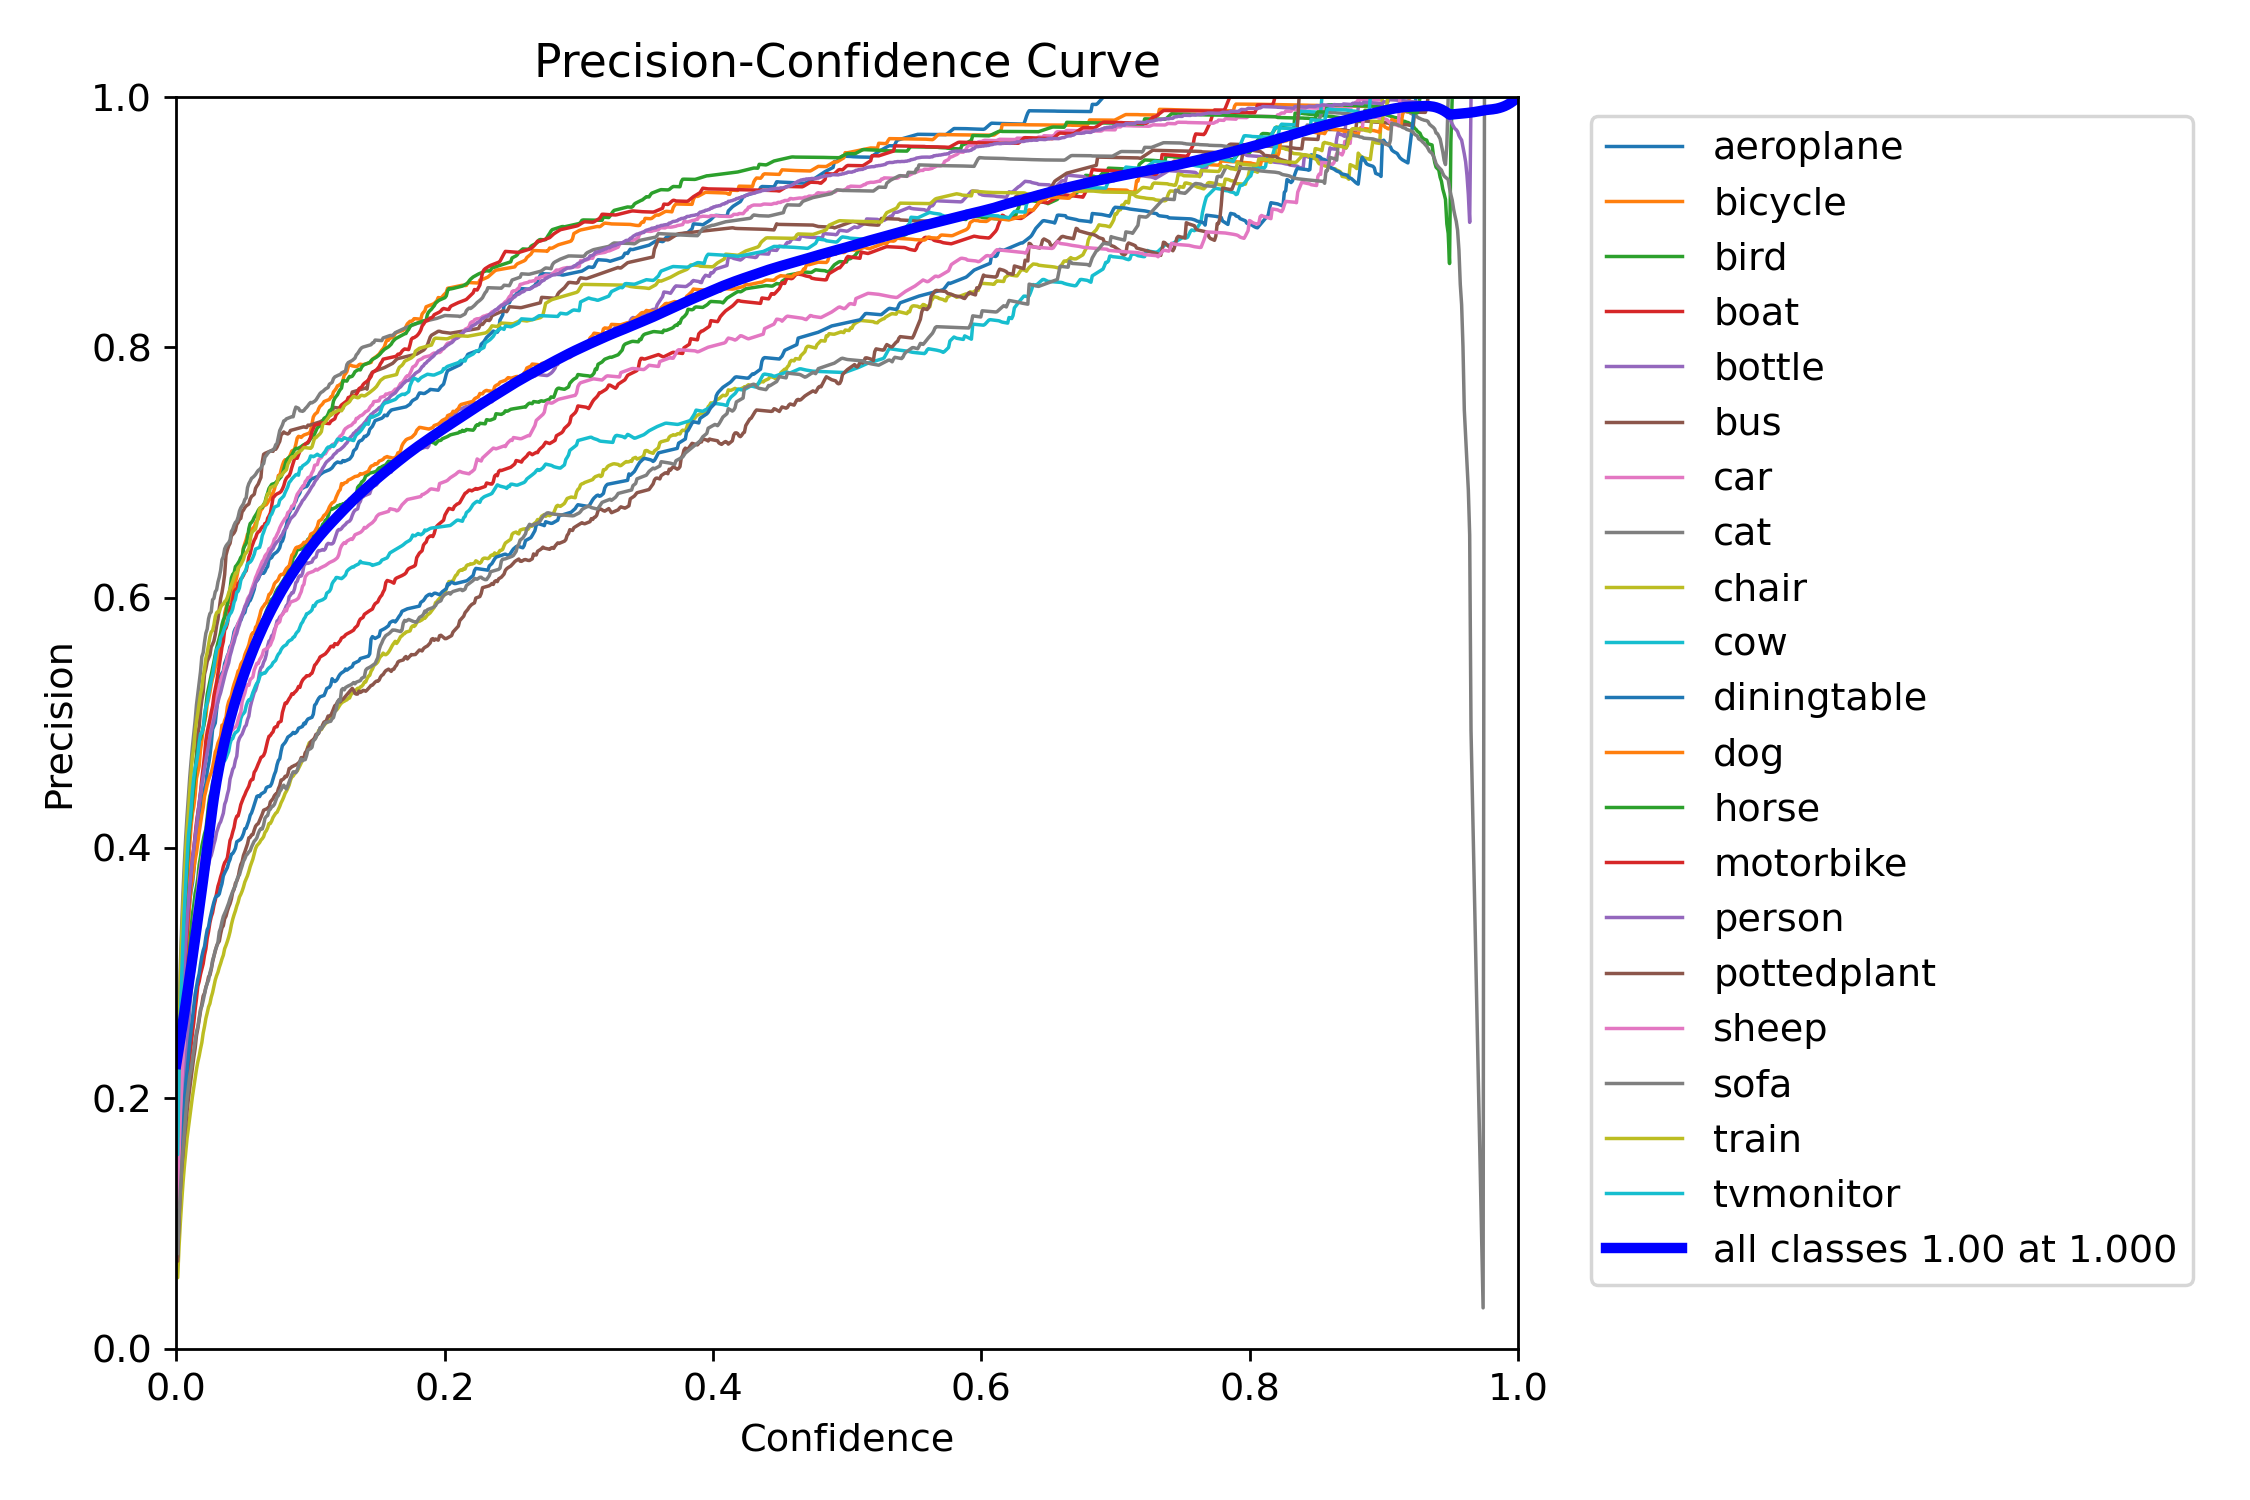 Precision-Confidence Curve
1.0
0.8
0.6
0.4
0.2
0.0
Precision
0.0 0.2 0.4 0.6 0.8 1.0
Confidence
aeroplane
bicycle
bird
boat
bottle
bus
car
cat
chair
cow
diningtable
dog
horse
motorbike
person
pottedplant
sheep
sofa
train
tvmonitor
all classes 1.00 at 1.000